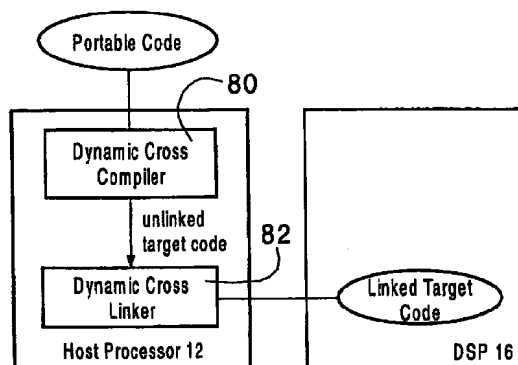 Portable Code
80
Dynamic Cross
Compiler
unlinked
target code
82
Dynamic Cross
Linker
Linked Target
Code
Host Processor 12
DSP 16